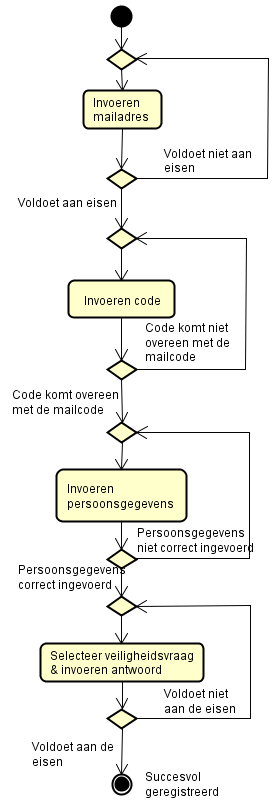 Invoeren
mailadres
Voldoet niet aan
eisen
Voldoet aan eisen
Invoeren code
Code komt niet
overeen met de
mailcode
Code komt overeen
met de mailcode
Invoeren
persoonsgegevens
Persoonsgegevens
niet correct ingevoerd
Persoonsgegevens
correct ingevoerd
Selecteer veiligheidsvraag
& invoeren antwoord
Voldoet niet
aan de eisen
Voldoet aan de
eisen
Succesvol
geregistreerd